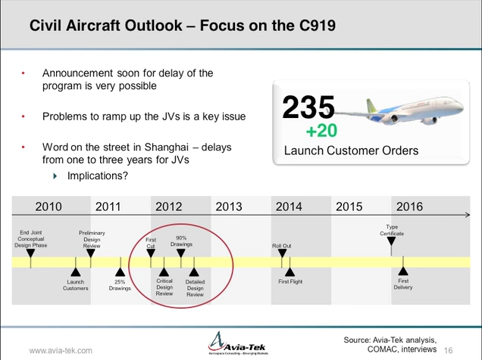 Civil Aircraft Outlook – Focus on the C919
• Announcement soon for delay of the
program is very possible
• Problems to ramp up the JVs is a key issue
• Word on the street in Shanghai – delays
from one to three years for JVs
Implications?
235
+20
Launch Customer Orders
2010 2011 2012 2013 2014 2015 2016
End Joint
Conceptual
Design Phase
Preliminary
Design
Review
First
Cut
90%
Drawings
Roll Out
Type
Certificate
Launch
Customers
25%
Drawings
Critical
Design
Review
Detailed
Design
Review
First Flight
First
Delivery
www.avia-tek.com
Avia-Tek
Source: Avia-Tek analysis,
COMAC, interviews 16